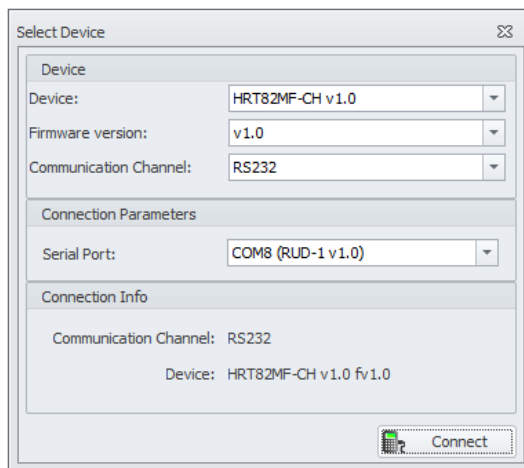 Select Device
Device
Device: HRT82MF-CH v1.0
Firmware version: v1.0
Communication Channel: RS232
Connection Parameters
Serial Port: COM8 (RUD-1 v1.0)
Connection Info
Communication Channel: RS232
Device: HRT82MF-CH v1.0 fv1.0
Connect